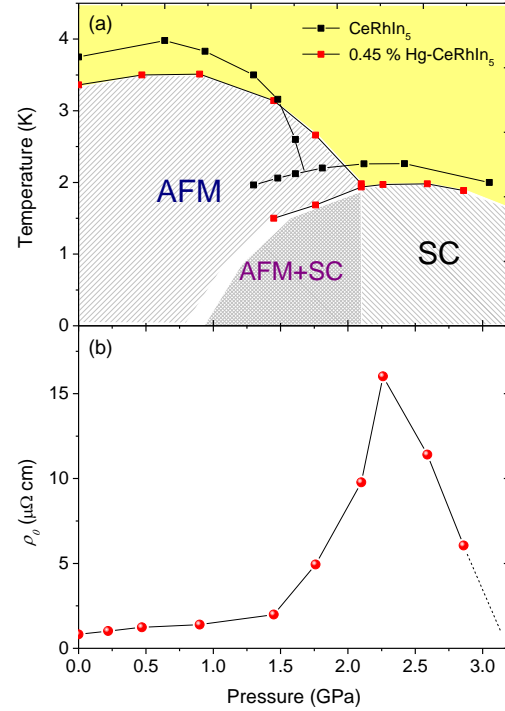 (a)
CeRhIn₅
0.45 % Hg-CeRhIn₅
4
3
2
1
0
Temperature (K)
AFM
AFM+SC
SC
(b)
15
10
5
0
ρ₀ (μΩ cm)
0.0 0.5 1.0 1.5 2.0 2.5 3.0
Pressure (GPa)